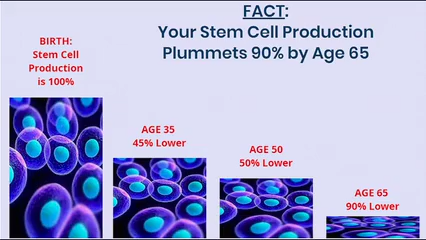 FACT:
Your Stem Cell Production
Plummets 90% by Age 65
BIRTH:
Stem Cell
Production
is 100%
AGE 35
45% Lower
AGE 50
50% Lower
AGE 65
90% Lower